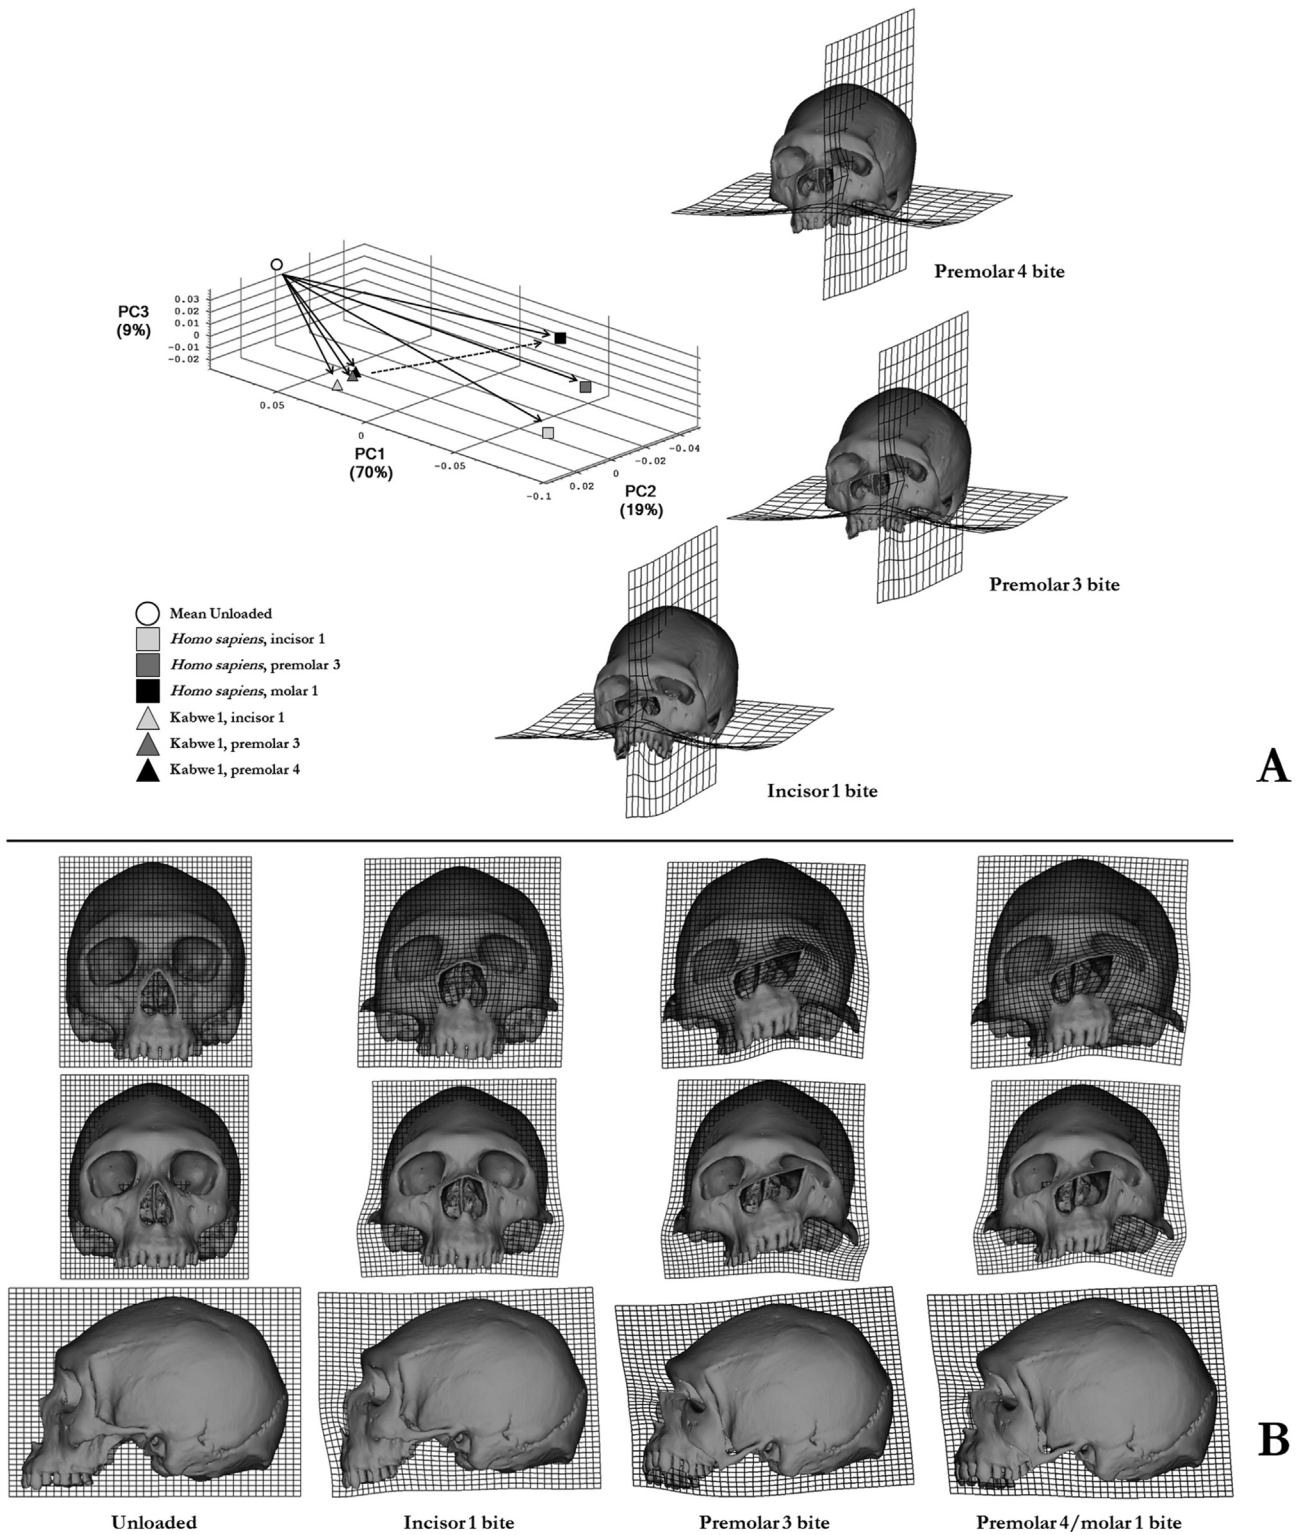 Premolar 4 bite
PC3
(9%)
0.03
0.02
0.01
0
-0.01
-0.02
0.05
0
PC1
(70%)
-0.05
-0.1
0.02
0
-0.02
-0.04
PC2
(19%)
Premolar 3 bite
Mean Unloaded
Homo sapiens, incisor 1
Homo sapiens, premolar 3
Homo sapiens, molar 1
Kabwe 1, incisor 1
Kabwe 1, premolar 3
Kabwe 1, premolar 4
Incisor 1 bite
A
B
Unloaded
Incisor 1 bite
Premolar 3 bite
Premolar 4/molar 1 bite